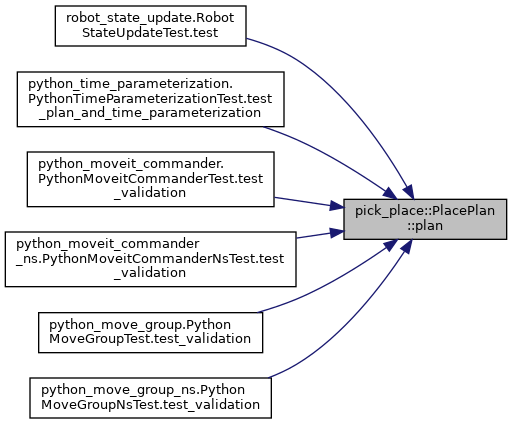 robot_state_update.Robot
StateUpdateTest.test
python_time_parameterization.
PythonTimeParameterizationTest.test
_plan_and_time_parameterization
python_moveit_commander.
PythonMoveitCommanderTest.test
_validation
pick_place::PlacePlan
::plan
python_moveit_commander
_ns.PythonMoveitCommanderNsTest.test
_validation
python_move_group.Python
MoveGroupTest.test_validation
python_move_group_ns.Python
MoveGroupNsTest.test_validation